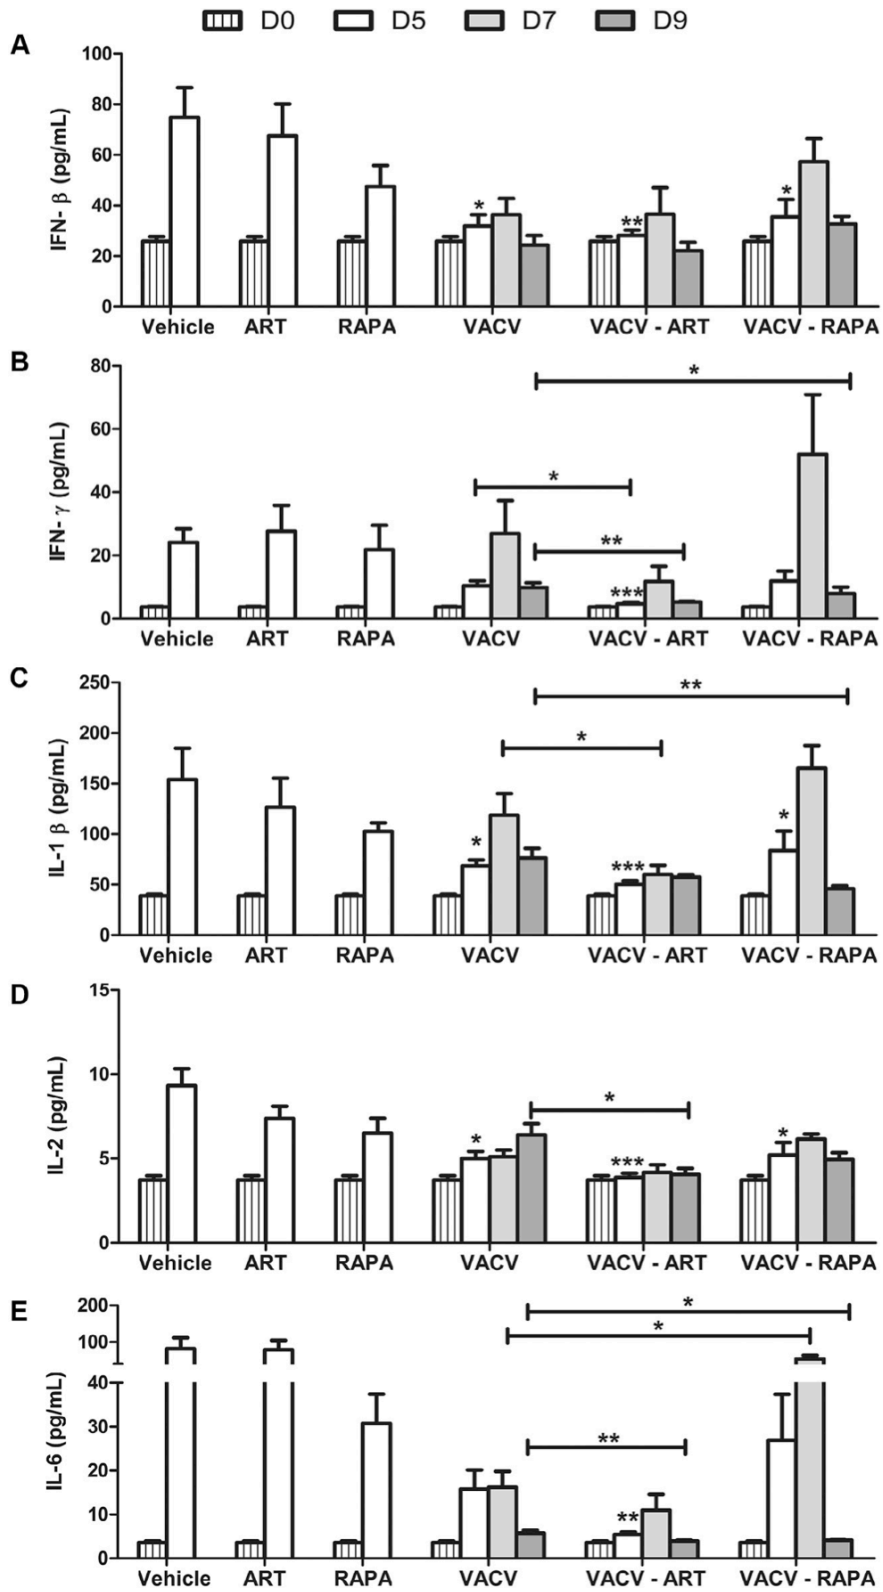 D0 D5 D7 D9
A
100
80
60
40
20
0
IFN- β (pg/mL)
* ** *
Vehicle ART RAPA VACV VACV - ART VACV - RAPA
B
80
60
40
20
0
IFN- γ (pg/mL)
*
*
**
***
Vehicle ART RAPA VACV VACV - ART VACV - RAPA
C
250
200
150
100
50
0
IL-1 β (pg/mL)
**
*
* *** *
Vehicle ART RAPA VACV VACV - ART VACV - RAPA
D
15
10
5
0
IL-2 (pg/mL)
*
* *** *
Vehicle ART RAPA VACV VACV - ART VACV - RAPA
E
200
100
40
30
20
10
0
IL-6 (pg/mL)
*
*
**
**
Vehicle ART RAPA VACV VACV - ART VACV - RAPA